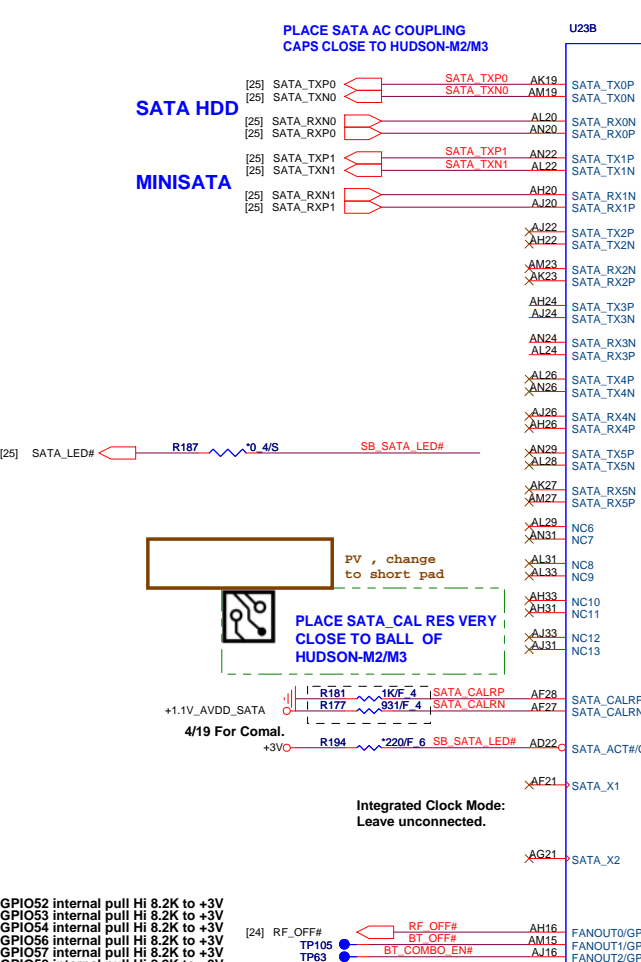 PLACE SATA AC COUPLING
CAPS CLOSE TO HUDSON-M2/M3
U23B
[25] SATA_TXP0 SATA_TXP0 AK19 SATA_TX0P
[25] SATA_TXN0 SATA_TXN0 AM19 SATA_TX0N
SATA HDD
[25] SATA_RXN0 AL20 SATA_RX0N
[25] SATA_RXP0 AN20 SATA_RX0P
[25] SATA_TXP1 SATA_TXP1 AN22 SATA_TX1P
[25] SATA_TXN1 SATA_TXN1 AL22 SATA_TX1N
MINISATA
[25] SATA_RXN1 AH20 SATA_RX1N
[25] SATA_RXP1 AJ20 SATA_RX1P
AJ22 SATA_TX2P
AH22 SATA_TX2N
AM23 SATA_RX2N
AK23 SATA_RX2P
AH24 SATA_TX3P
AJ24 SATA_TX3N
AN24 SATA_RX3N
AL24 SATA_RX3P
AL26 SATA_TX4P
AN26 SATA_TX4N
AJ26 SATA_RX4N
AH26 SATA_RX4P
[25] SATA_LED# R187 *0_4/S SB_SATA_LED#
AN29 SATA_TX5P
AL28 SATA_TX5N
AK27 SATA_RX5N
AM27 SATA_RX5P
AL29 NC6
AN31 NC7
AL31 NC8
AL33 NC9
PV , change
to short pad
AH33 NC10
AH31 NC11
AJ33 NC12
AJ31 NC13
PLACE SATA_CAL RES VERY
CLOSE TO BALL OF
HUDSON-M2/M3
R181 1K/F_4 SATA_CALRP AF28 SATA_CALRP
+1.1V_AVDD_SATA R177 931/F_4 SATA_CALRN AF27 SATA_CALRN
4/19 For Comal.
+3V R194 *220/F_6 SB_SATA_LED# AD22 SATA_ACT#/
AF21 SATA_X1
Integrated Clock Mode:
Leave unconnected.
AG21 SATA_X2
GPIO52 internal pull Hi 8.2K to +3V
GPIO53 internal pull Hi 8.2K to +3V
GPIO54 internal pull Hi 8.2K to +3V
GPIO56 internal pull Hi 8.2K to +3V
GPIO57 internal pull Hi 8.2K to +3V
[24] RF_OFF# RF_OFF# AH16 FANOUT0/GP
TP105 BT_OFF# AM15 FANOUT1/GP
TP63 BT_COMBO_EN# AJ16 FANOUT2/GP